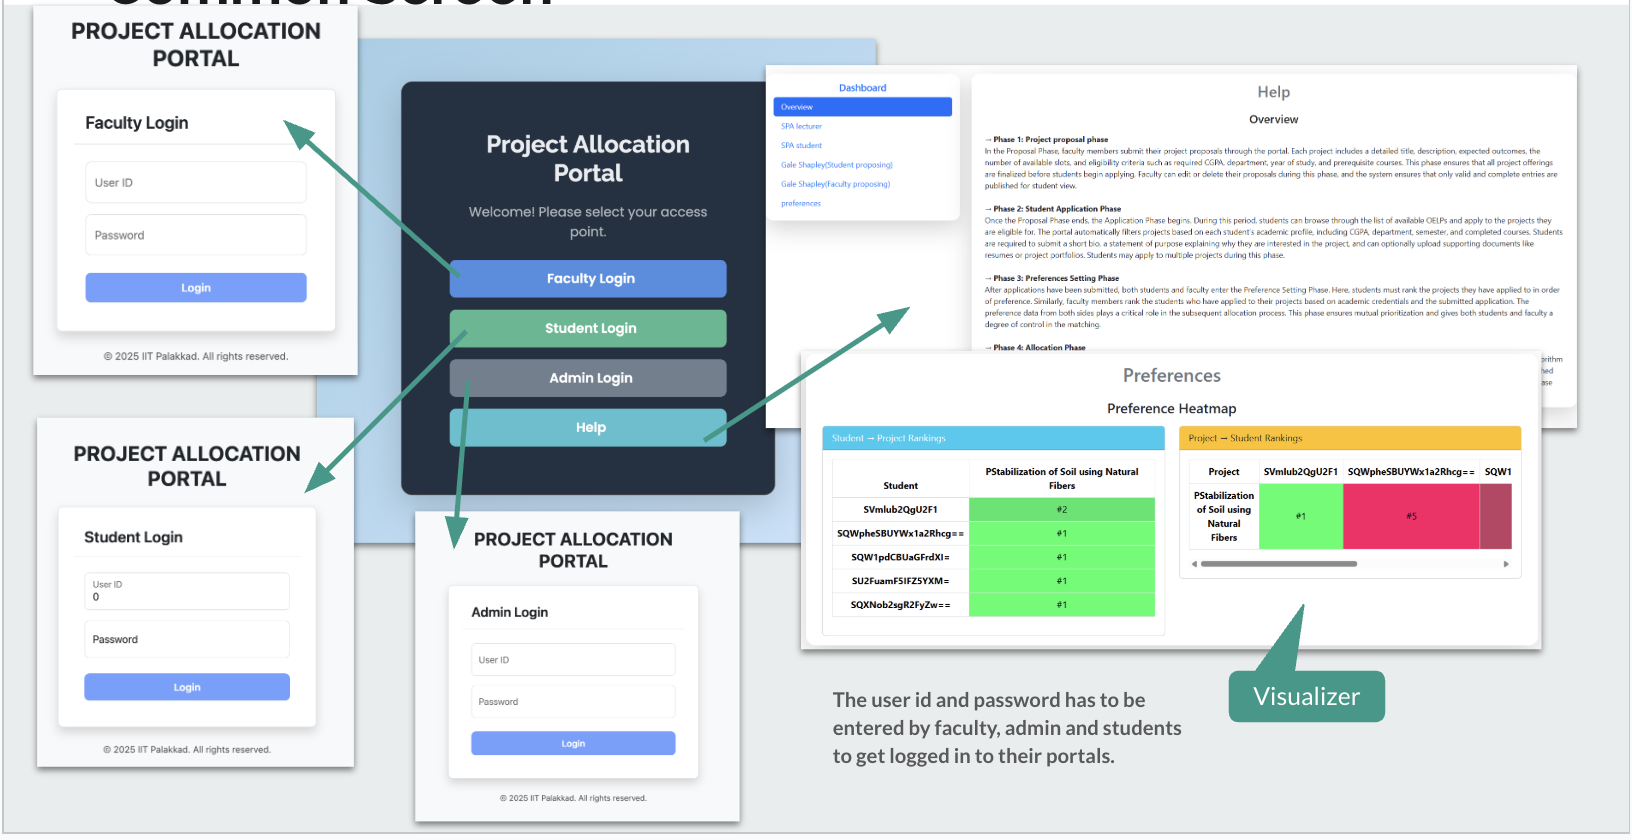 Common Screen
PROJECT ALLOCATION
PORTAL
Faculty Login
User ID
Password
Login
© 2025 IIT Palakkad. All rights reserved.
PROJECT ALLOCATION
PORTAL
Student Login
User ID
0
Password
Login
© 2025 IIT Palakkad. All rights reserved.
Project Allocation
Portal
Welcome! Please select your access
point.
Faculty Login
Student Login
Admin Login
Help
PROJECT ALLOCATION
PORTAL
Admin Login
User ID
Password
Login
© 2025 IIT Palakkad. All rights reserved.
Dashboard
Overview
SPA lecturer
SPA student
Gale Shapley(Student proposing)
Gale Shapley(Faculty proposing)
preferences
Help
Overview
→ Phase 1: Project proposal phase
In the Proposal Phase, faculty members submit their project proposals through the portal. Each project includes a detailed title, description, expected outcomes, the
number of available slots, and eligibility criteria such as required CGPA, department, year of study, and prerequisite courses. This phase ensures that all project offerings
are finalized before students begin applying. Faculty can edit or delete their proposals during this phase, and the system ensures that only valid and complete entries are
published for student view.
→ Phase 2: Student Application Phase
Once the Proposal Phase ends, the Application Phase begins. During this period, students can browse through the list of available OELPs and apply to the projects they
are eligible for. The portal automatically filters projects based on each student's academic profile, including CGPA, department, semester, and completed courses. Students
are required to submit a short bio, a statement of purpose explaining why they are interested in the project, and can optionally upload supporting documents like
resumes or project portfolios. Students may apply to multiple projects during this phase.
→ Phase 3: Preferences Setting Phase
After applications have been submitted, both students and faculty enter the Preference Setting Phase. Here, students must rank the projects they have applied to in order
of preference. Similarly, faculty members rank the students who have applied to their projects based on academic credentials and the submitted application. The
preference data from both sides plays a critical role in the subsequent allocation process. This phase ensures mutual prioritization and gives both students and faculty a
degree of control in the matching.
→ Phase 4: Allocation Phase
Preferences
Preference Heatmap
Student → Project Rankings
Student
PStabilization of Soil using Natural
Fibers
SVmlub2QgU2F1 #2
SQWpheSBUYWx1a2Rhcg== #1
SQW1pdCBUaGFrdXI= #1
SU2FuamF5IFZ5YXM= #1
SQXNob2sgR2FyZw== #1
Project → Student Rankings
Project SVmlub2QgU2F1 SQWpheSBUYWx1a2Rhcg== SQW1
PStabilization
of Soil using
Natural
Fibers
#1 #5
Visualizer
The user id and password has to be
entered by faculty, admin and students
to get logged in to their portals.